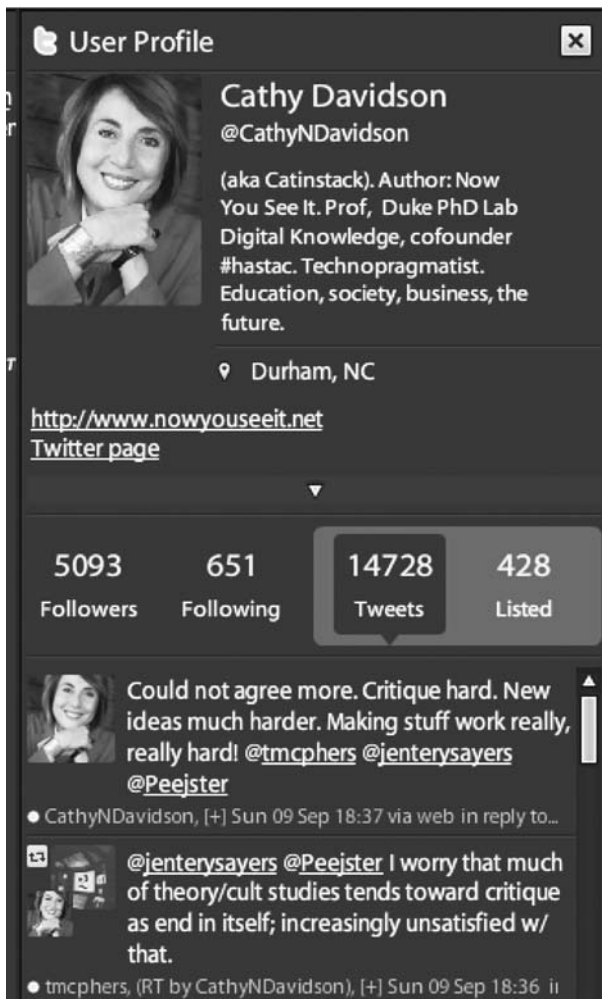 User Profile
Cathy Davidson
@CathyNDavidson
(aka Catinstack). Author: Now
You See It. Prof, Duke PhD Lab
Digital Knowledge, cofounder
#hastac. Technopragmatist.
Education, society, business, the
future.
Durham, NC
http://www.nowyouseeit.net
Twitter page
5093 651 14728 428
Followers Following Tweets Listed
Could not agree more. Critique hard. New
ideas much harder. Making stuff work really,
really hard! @tmcphers @jenterysayers
@Peejster
CathyNDavidson, [+] Sun 09 Sep 18:37 via web in reply to...
@jenterysayers @Peejster I worry that much
of theory/cult studies tends toward critique
as end in itself; increasingly unsatisfied w/
that.
tmcphers, (RT by CathyNDavidson), [+] Sun 09 Sep 18:36